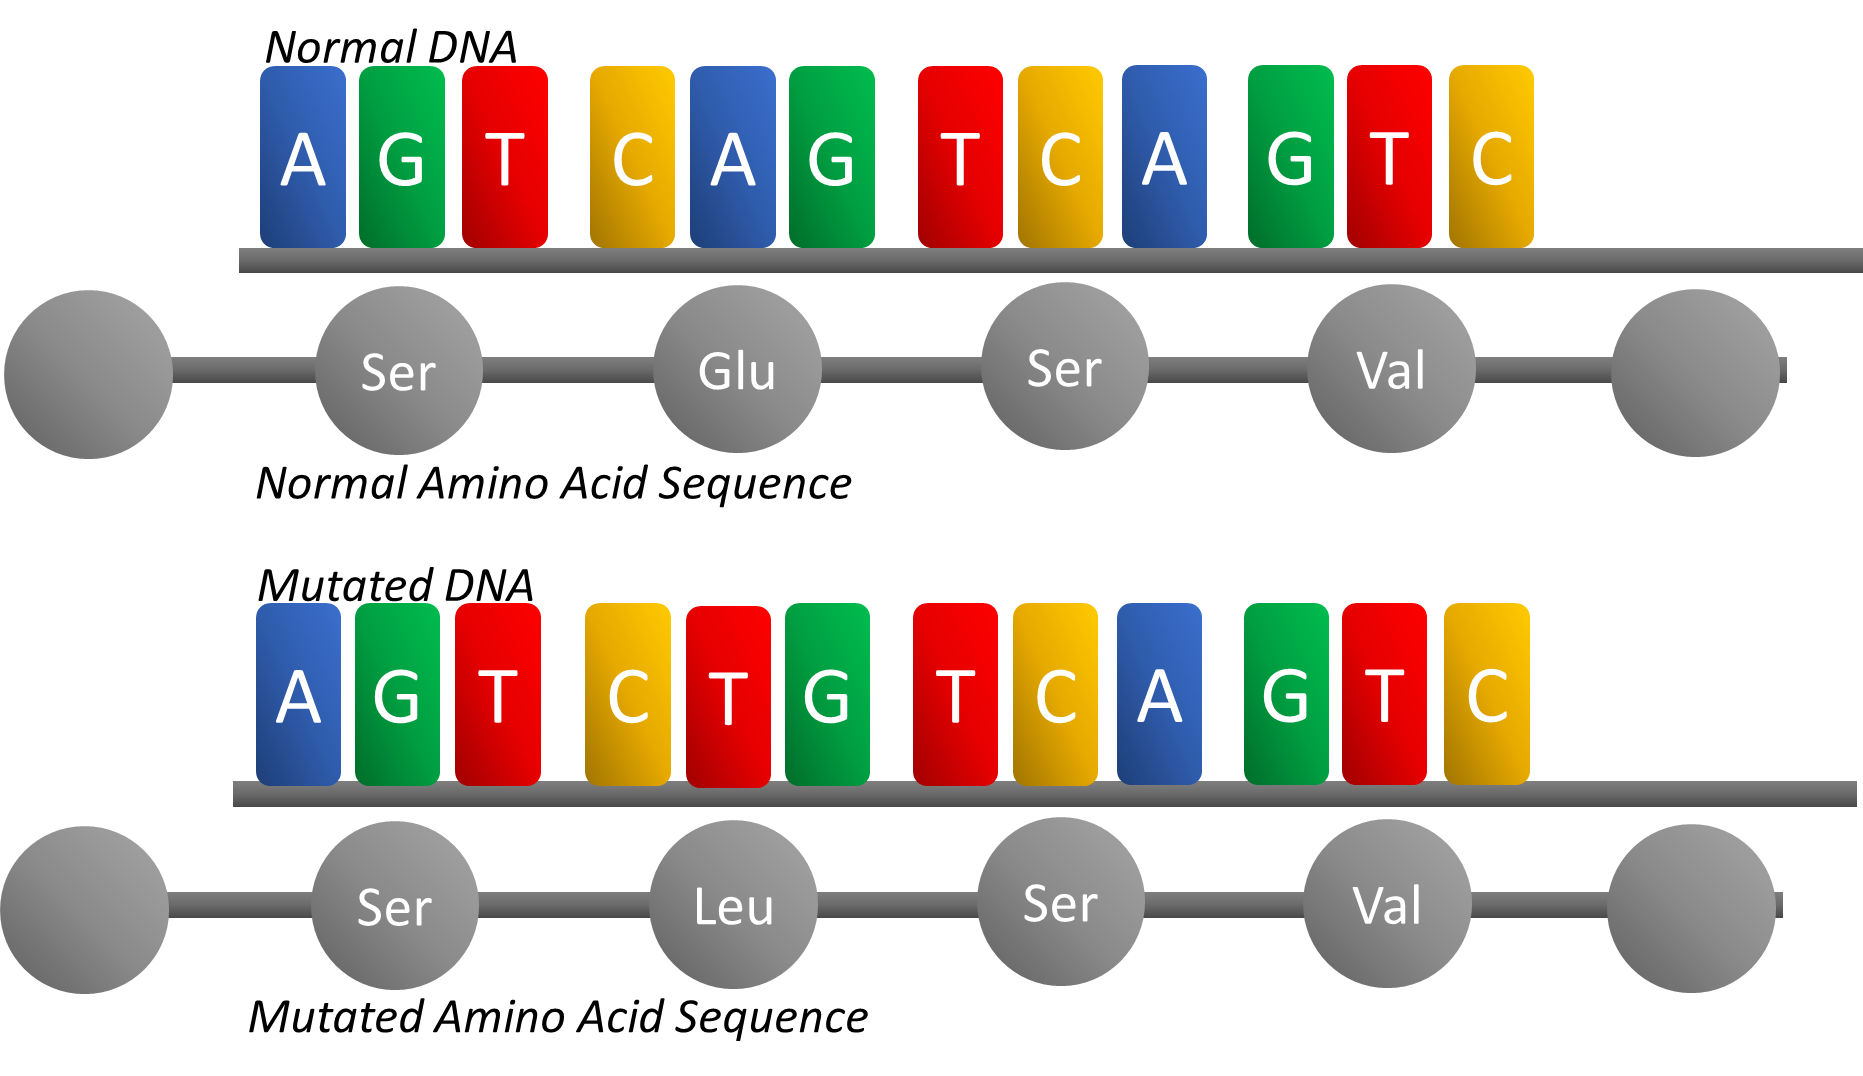 Normal DNA
A G T C A G T C A G T C
Ser Glu Ser Val
Normal Amino Acid Sequence
Mutated DNA
A G T C T G T C A G T C
Ser Leu Ser Val
Mutated Amino Acid Sequence